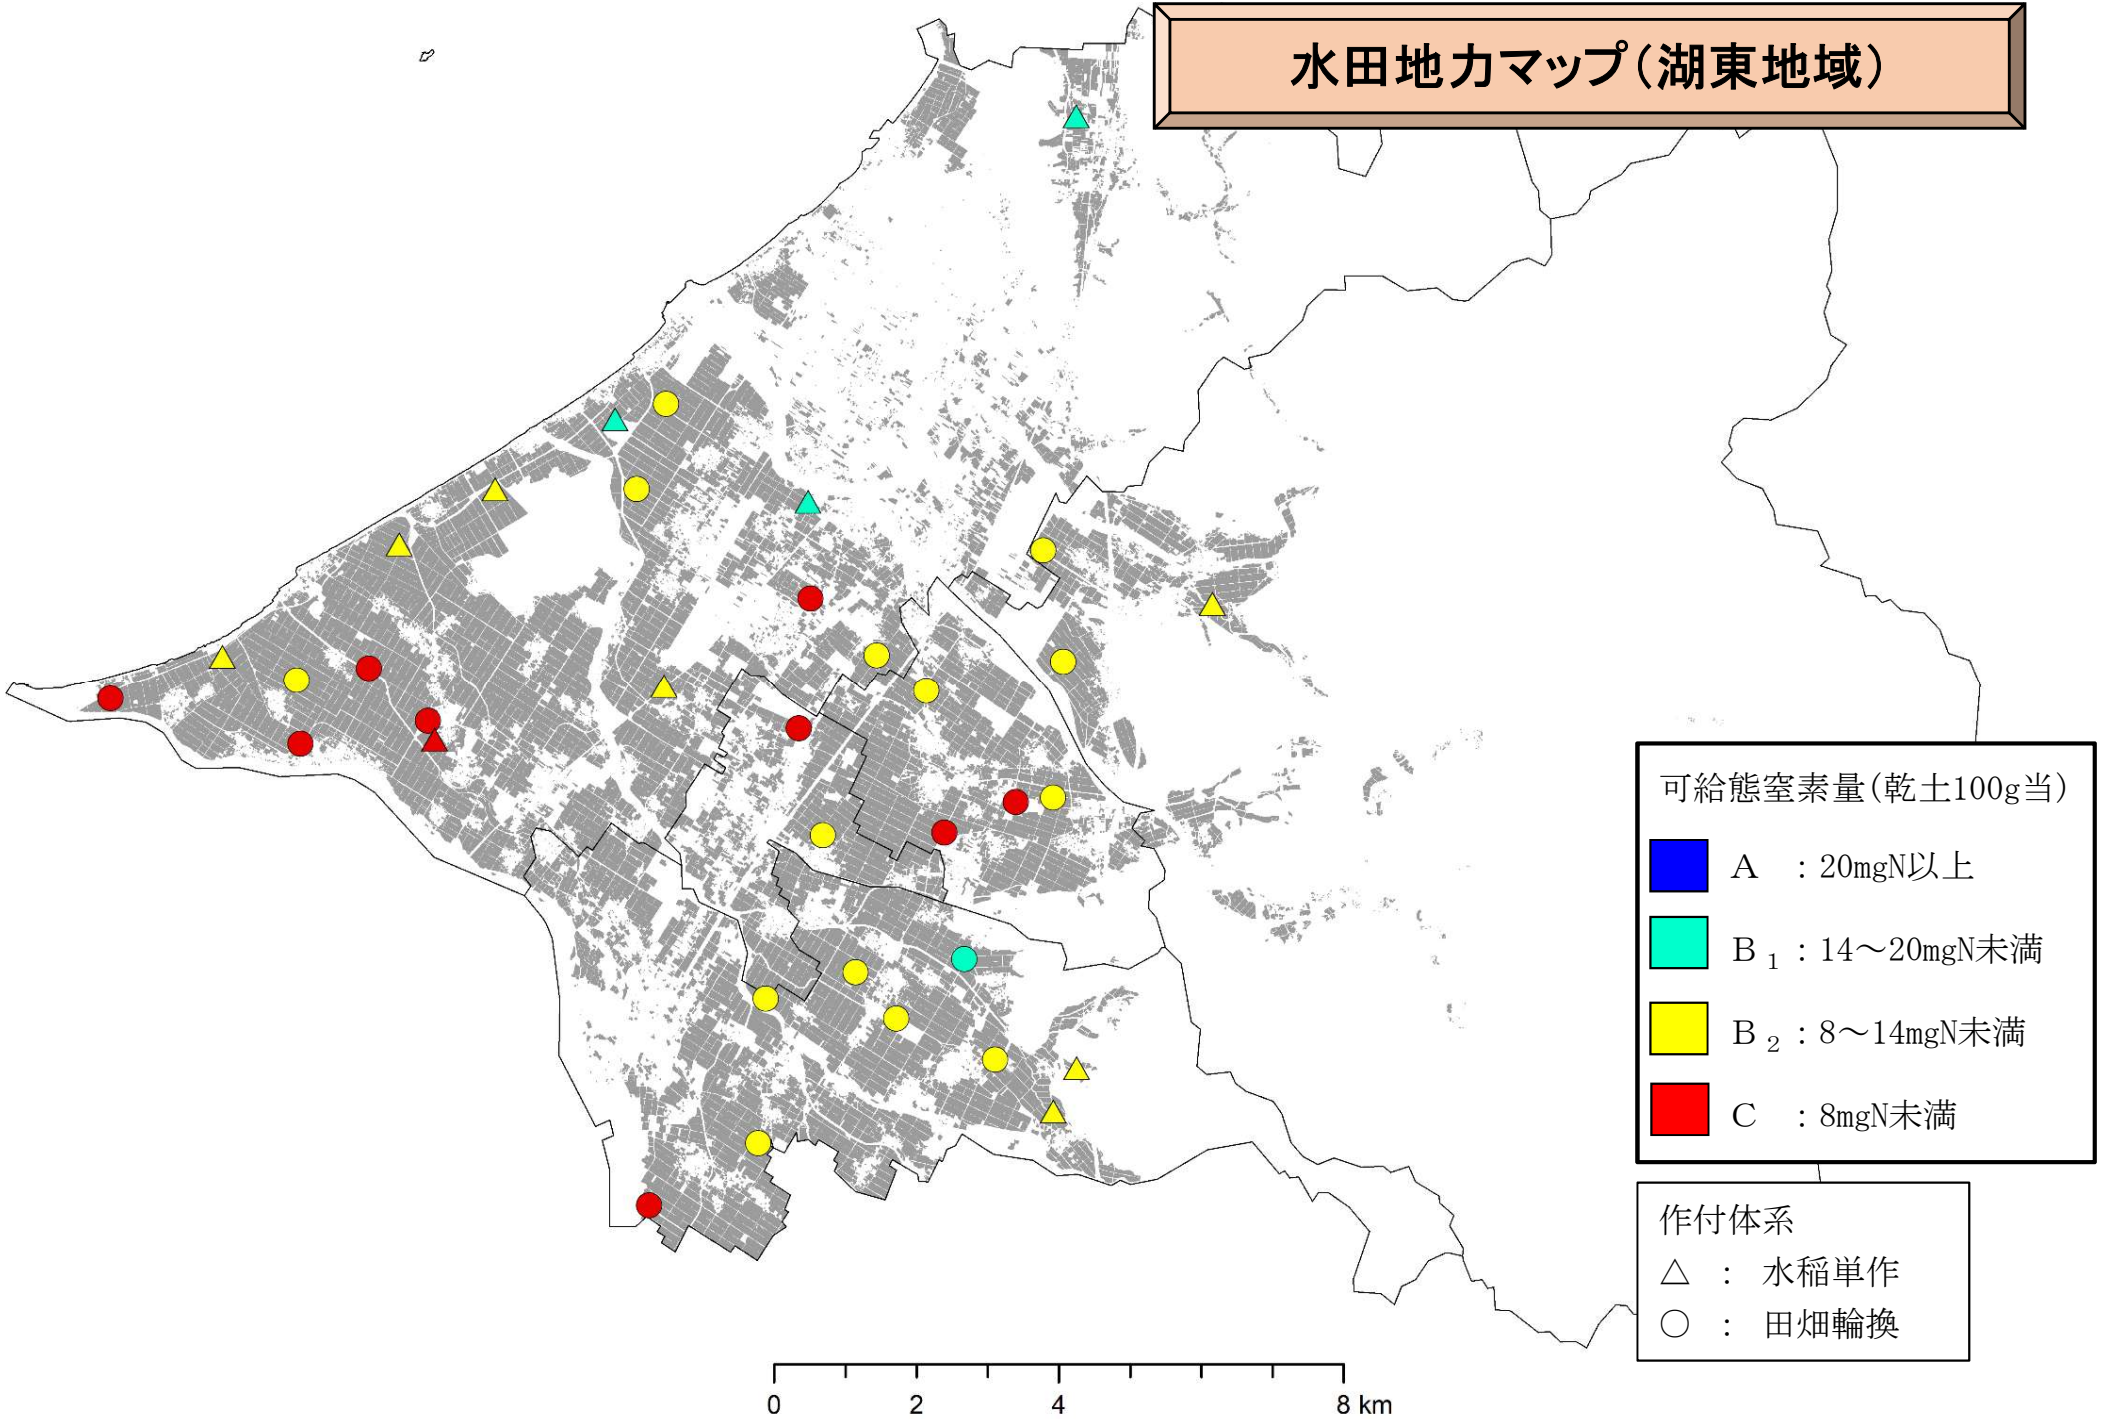 水田地力マップ（湖東地域）
可給態窒素量(乾土100g当)
A : 20mgN以上
B₁ : 14～20mgN未満
B₂ : 8～14mgN未満
C : 8mgN未満
作付体系
△ : 水稲単作
○ : 田畑輪換
0 2 4 8 km